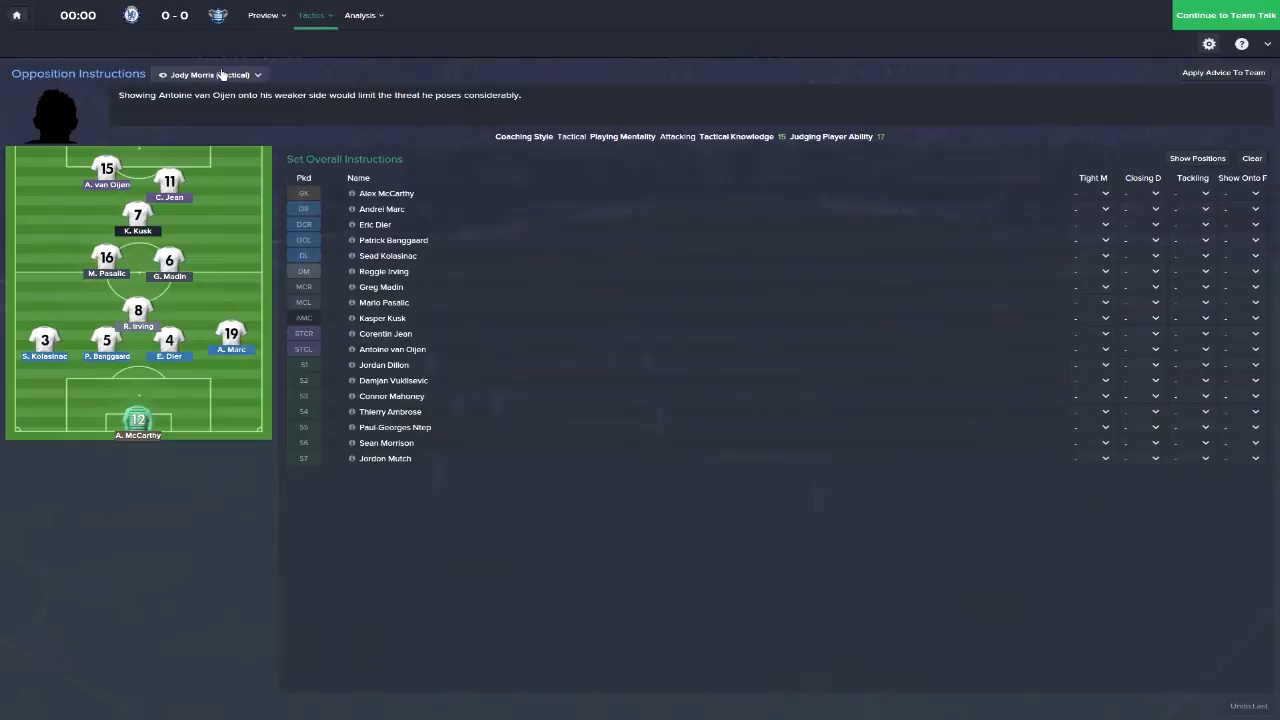 00:00 0 - 0 Preview Tactics Analysis Continue to Team Talk
Opposition Instructions Jody Morris (Tactical) Apply Advice To Team
Showing Antoine van Oijen onto his weaker side would limit the threat he poses considerably.
Coaching Style Tactical Playing Mentality Attacking Tactical Knowledge 15 Judging Player Ability 17
15
A. van Oijen
11
C. Jean
7
K. Kusk
16
M. Pasalic
6
G. Madin
8
R. Irving
3
S. Kolasinac
5
P. Banggaard
4
E. Dier
19
A. Marc
12
A. McCarthy
Set Overall Instructions Show Positions Clear
Pkd Name Tight M Closing D Tackling Show Onto F
GK Alex McCarthy - - - -
DR Andrei Marc - - - -
DCR Eric Dier - - - -
DCL Patrick Banggaard - - - -
DL Sead Kolasinac - - - -
DM Reggie Irving - - - -
MCR Greg Madin - - - -
MCL Mario Pasalic - - - -
AMC Kasper Kusk - - - -
STCR Corentin Jean - - - -
STCL Antoine van Oijen - - - -
S1 Jordan Dillon - - - -
S2 Damjan Vuklisevic - - - -
S3 Connor Mahoney - - - -
S4 Thierry Ambrose - - - -
S5 Paul-Georges Ntep - - - -
S6 Sean Morrison - - - -
S7 Jordon Mutch - - - -
Undo Last